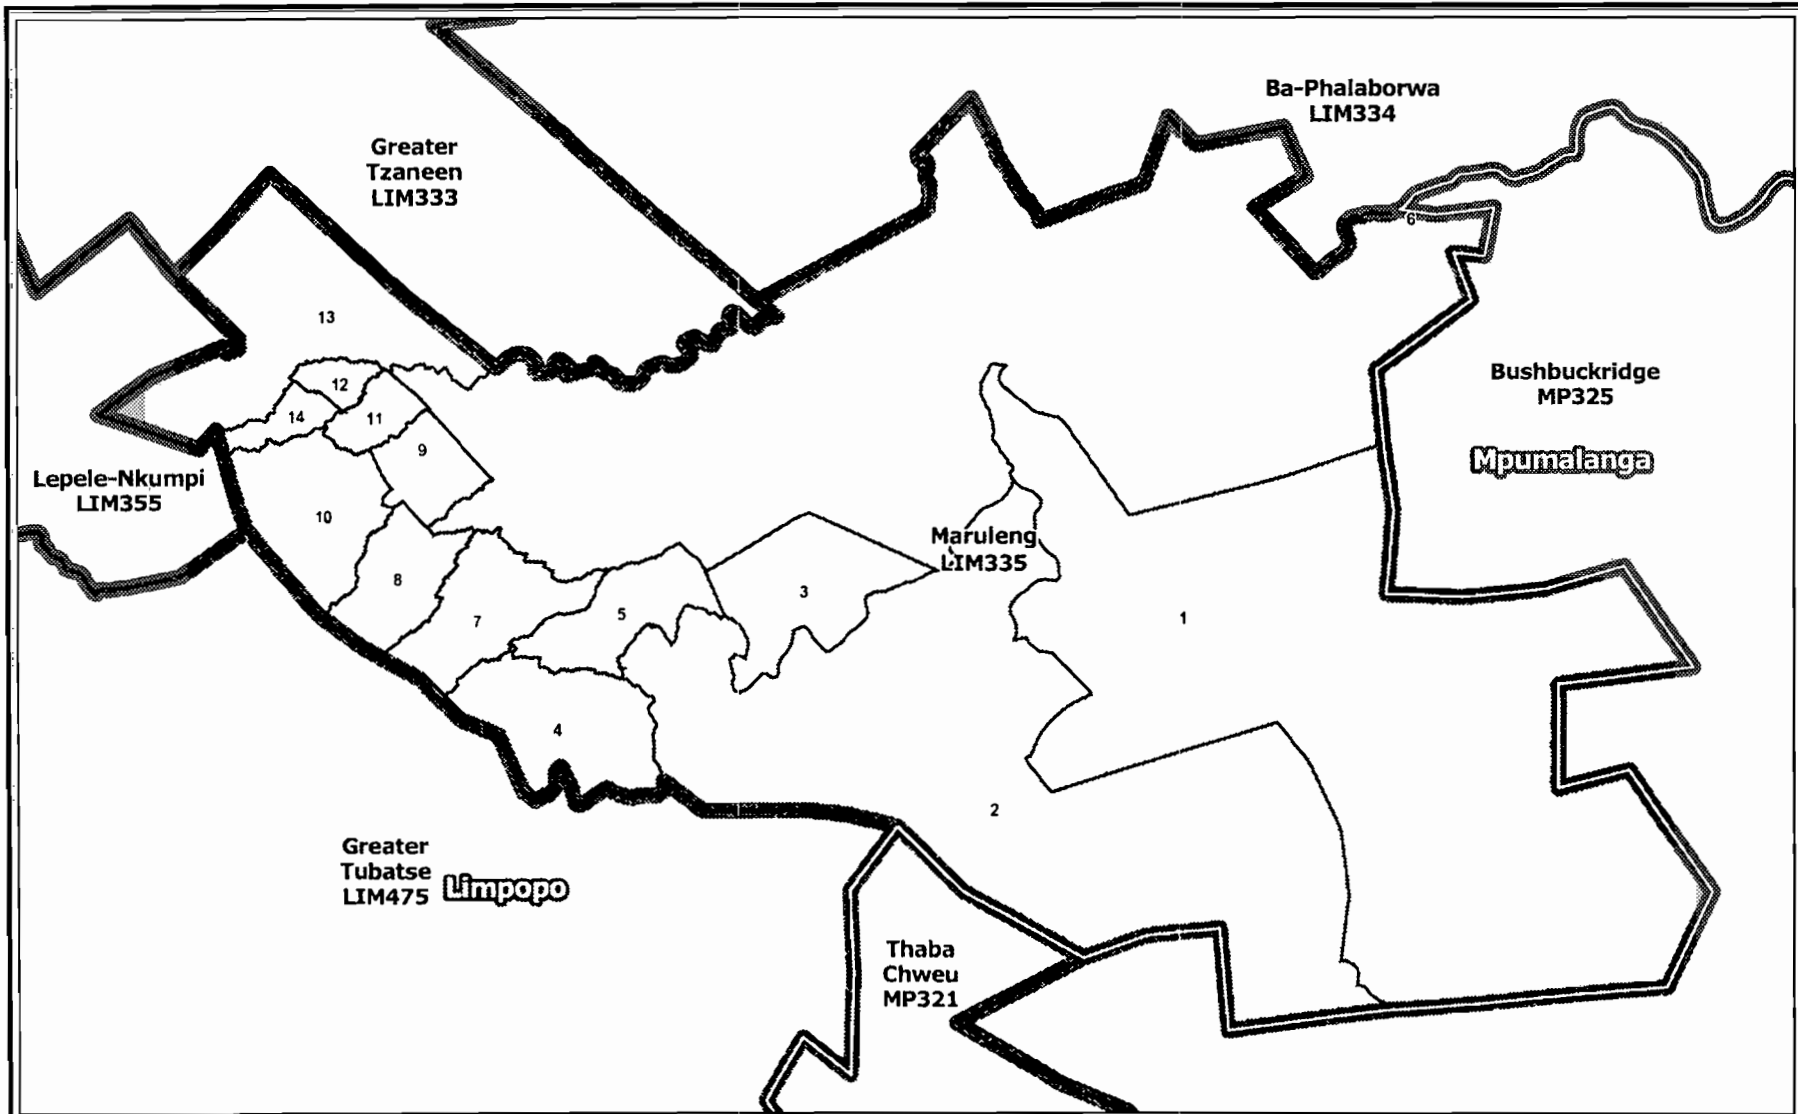 Ba-Phalaborwa
LIM334
Greater
Tzaneen
LIM333
6
13
Bushbuckridge
MP325
12
14
11
9
Mpumalanga
Lepele-Nkumpi
LIM355
10
Maruleng
LIM335
8
3
5
7
1
4
2
Greater
Tubatse
LIM475
Limpopo
Thaba
Chweu
MP321